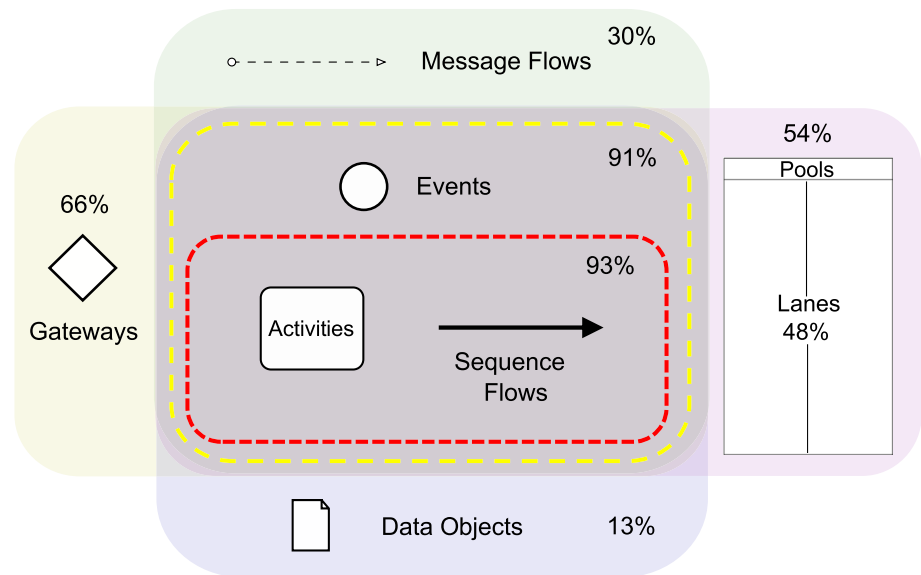 30%
Message Flows
54%
91%
Pools
Events
66%
93%
Lanes
48%
Activities
Gateways
Sequence
Flows
Data Objects
13%